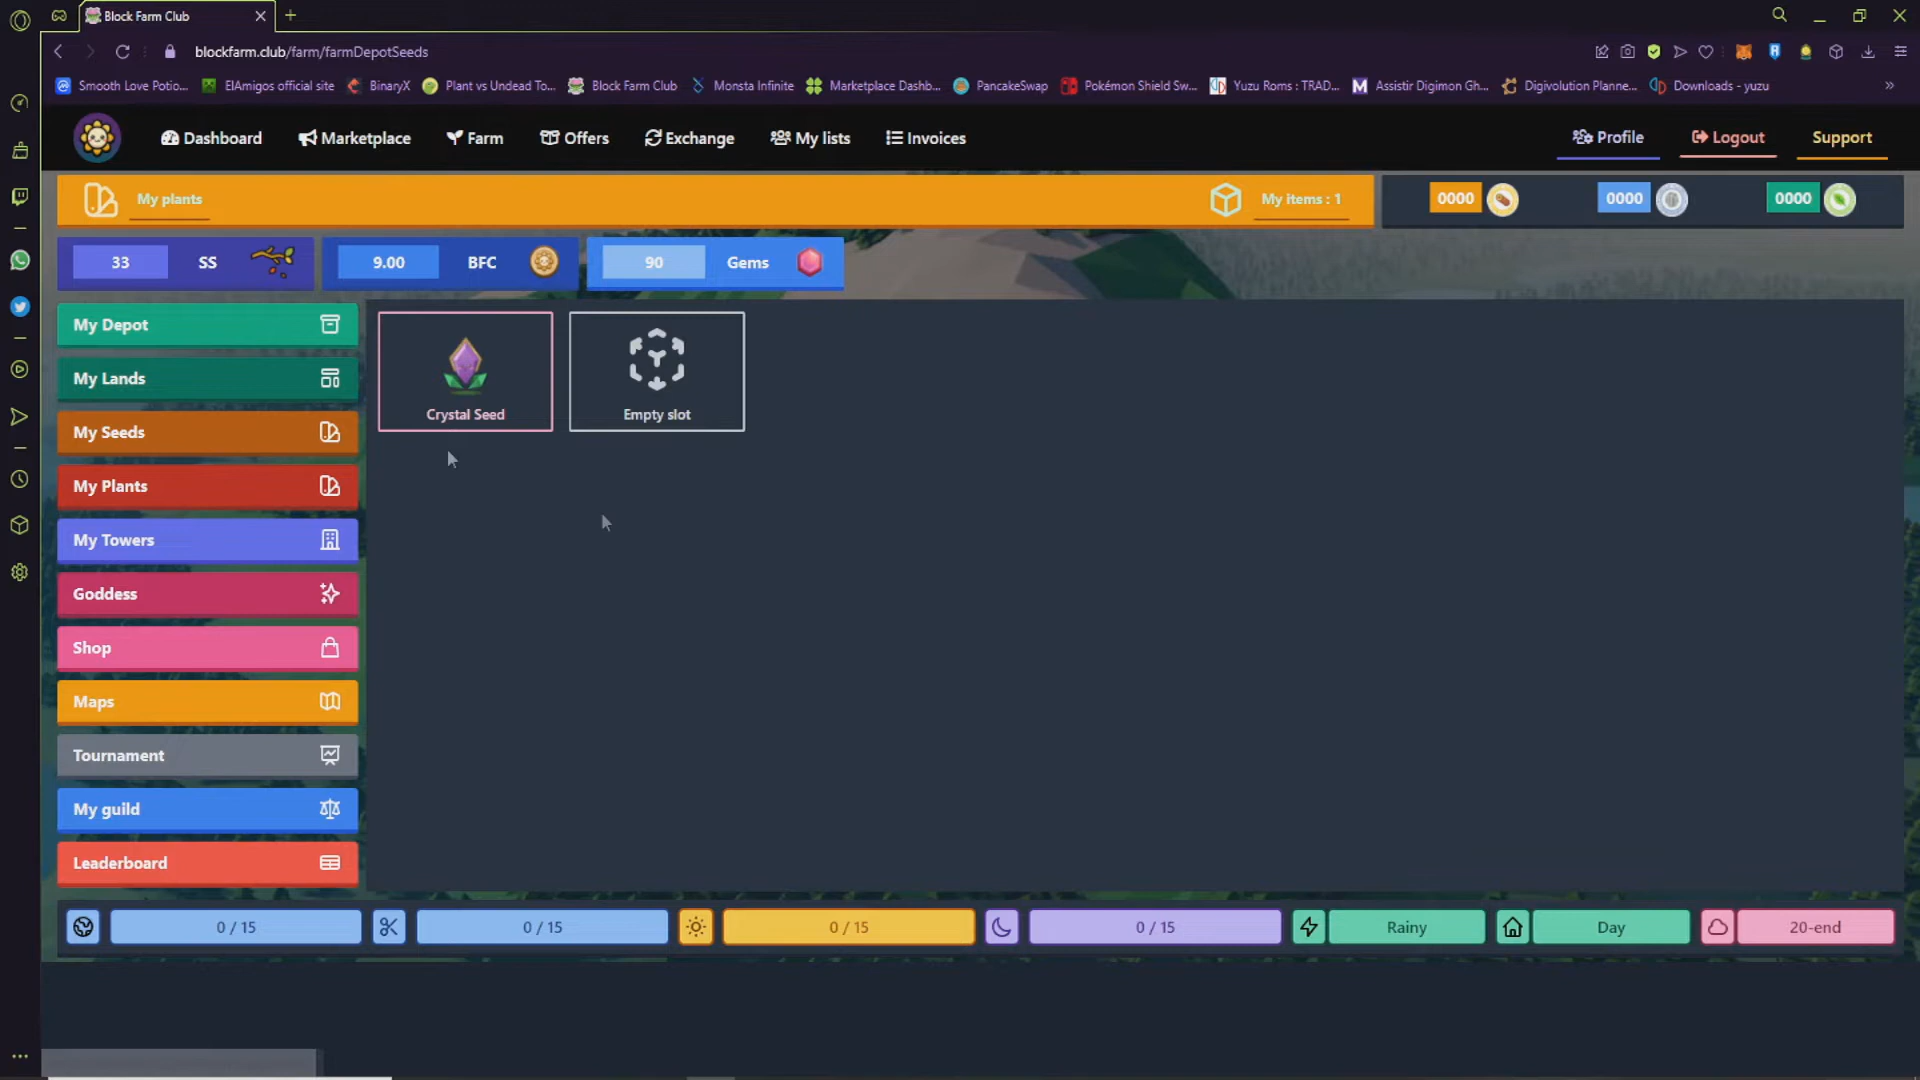 Block Farm Club
blockfarm.club/farm/farmDepotSeeds
Smooth Love Potio... ElAmigos official site BinaryX Plant vs Undead To... Block Farm Club Monsta Infinite Marketplace Dashb... PancakeSwap Pokémon Shield Sw... Yuzu Roms : TRAD... Assistir Digimon Gh... Digivolution Planne... Downloads - yuzu
Dashboard Marketplace Farm Offers Exchange My lists Invoices Profile Logout Support
My plants My items : 1 0000 0000 0000
33 SS 9.00 BFC 90 Gems
My Depot
My Lands
My Seeds
My Plants
My Towers
Goddess
Shop
Maps
Tournament
My guild
Leaderboard
Crystal Seed Empty slot
0 / 15 0 / 15 0 / 15 0 / 15 Rainy Day 20-end